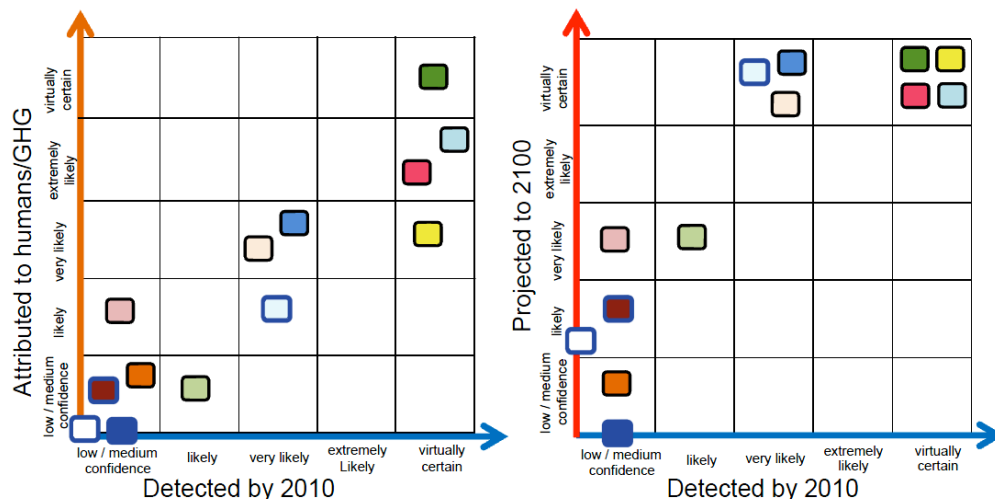 Attributed to humans/GHG
virtually
certain
extremely
likely
very likely
likely
low / medium
confidence
low / medium
confidence
likely
very likely
extremely
Likely
virtually
certain
Detected by 2010
Projected to 2100
virtually
certain
extremely
likely
very likely
likely
low / medium
confidence
low / medium
confidence
likely
very likely
extremely
likely
virtually
certain
Detected by 2010